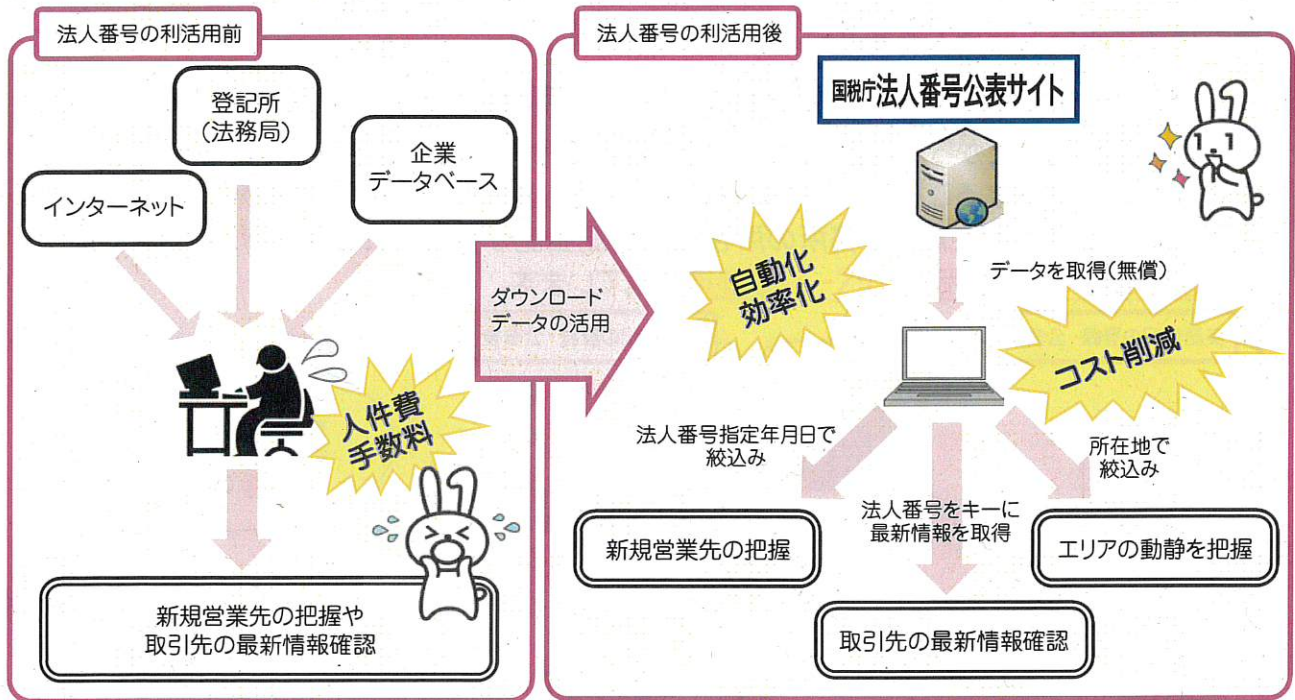 法人番号の利活用前
登記所
(法務局)
企業
データベース
インターネット
人件費
手数料
新規営業先の把握や
取引先の最新情報確認
ダウンロード
データの活用
法人番号の利活用後
国税庁法人番号公表サイト
自動化
効率化
データを取得(無償)
コスト削減
法人番号指定年月日で
絞込み
所在地で
絞込み
法人番号をキーに
最新情報を取得
新規営業先の把握
エリアの動静を把握
取引先の最新情報確認